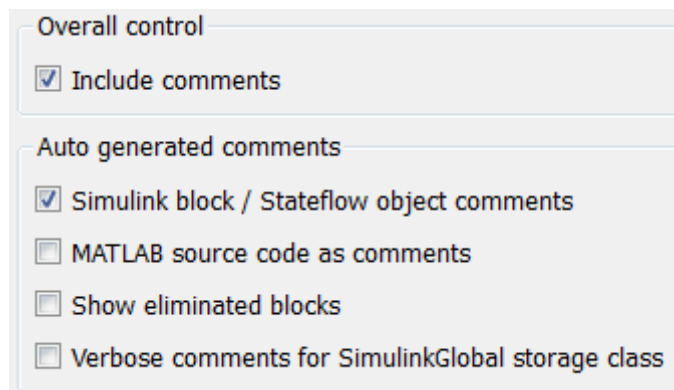 Overall control
Include comments
Auto generated comments
Simulink block / Stateflow object comments
MATLAB source code as comments
Show eliminated blocks
Verbose comments for SimulinkGlobal storage class